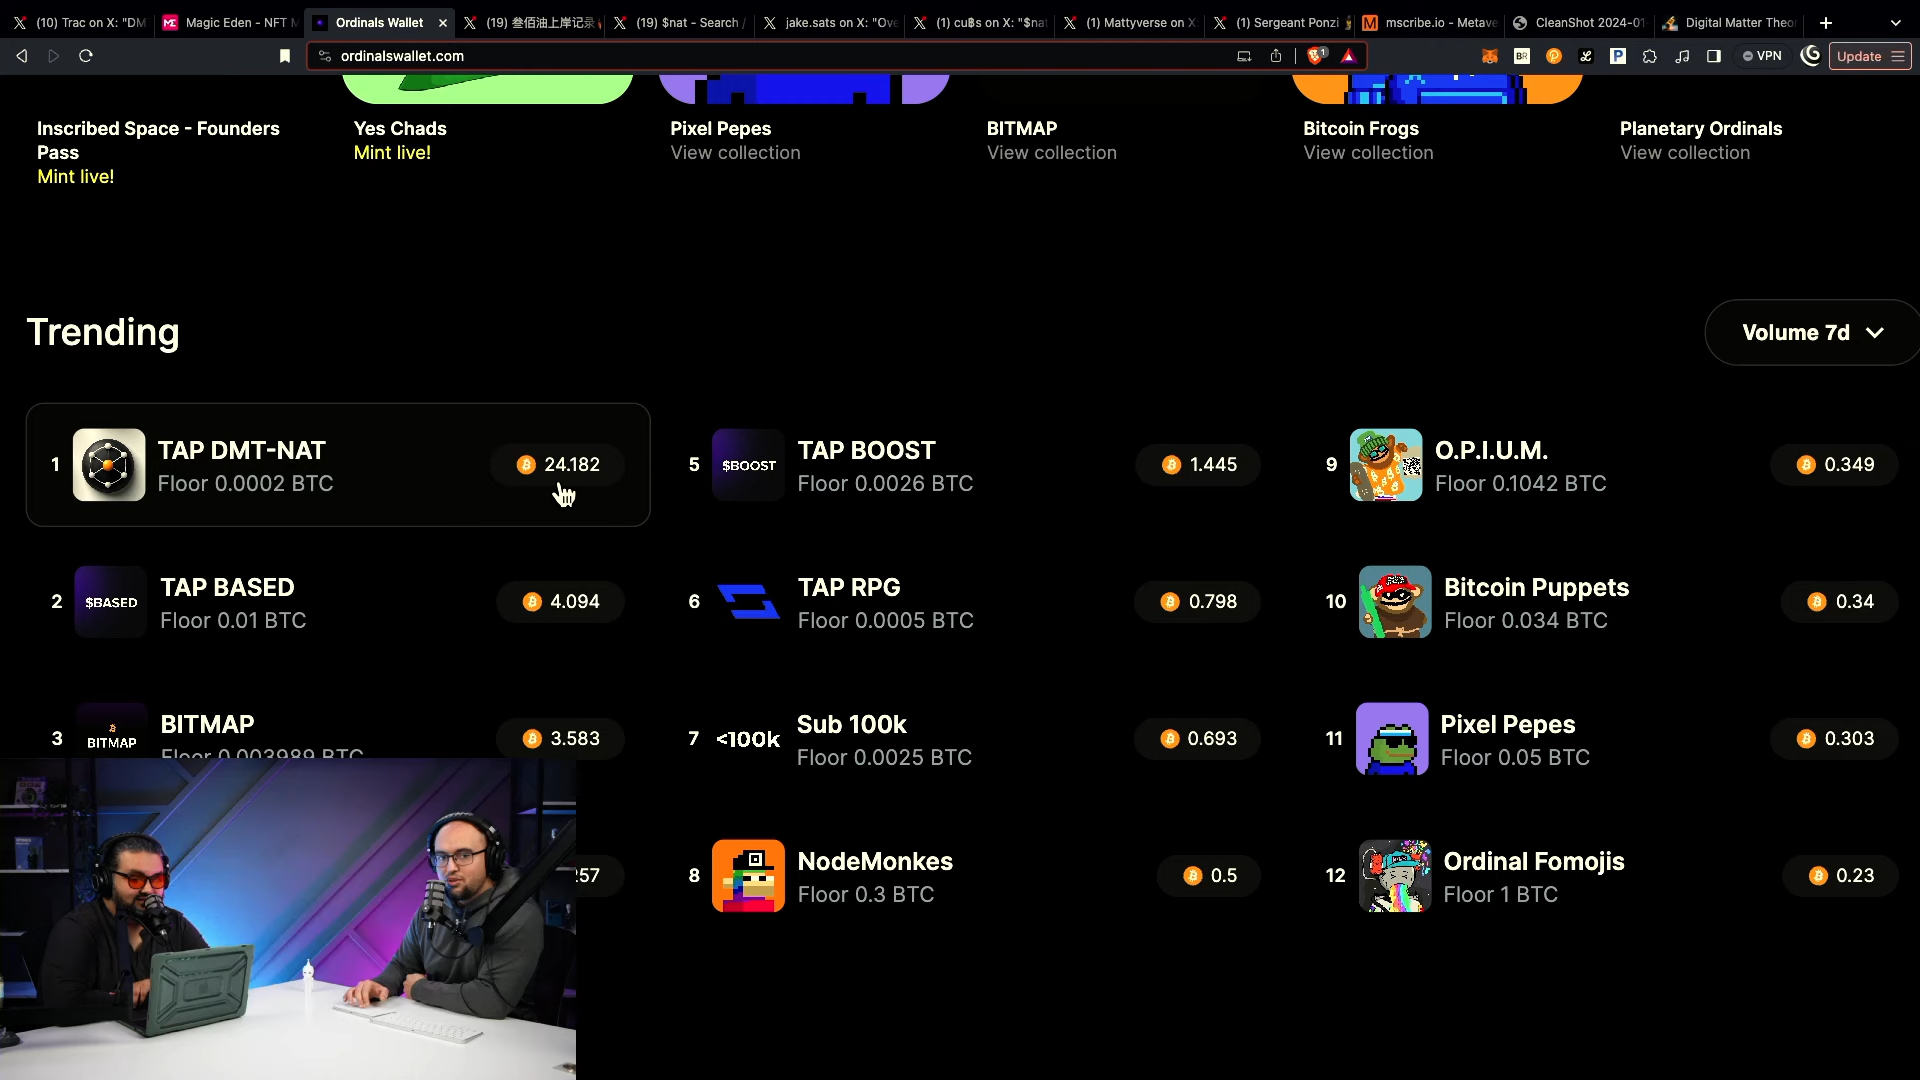 (10) Trac on X: "DM
Magic Eden - NFT M
Ordinals Wallet
(19) 叁佰油上岸记录
(19) $nat - Search /
jake.sats on X: "Ove
(1) cu฿s on X: "$nat
(1) Mattyverse on X
(1) Sergeant Ponzi
mscribe.io - Metave
CleanShot 2024-01-
Digital Matter Theor
ordinalswallet.com
1
BR
VPN
Update
Inscribed Space - Founders
Pass
Mint live!
Yes Chads
Mint live!
Pixel Pepes
View collection
BITMAP
View collection
Bitcoin Frogs
View collection
Planetary Ordinals
View collection
Trending
Volume 7d
1
TAP DMT-NAT
Floor 0.0002 BTC
24.182
2
$BASED
TAP BASED
Floor 0.01 BTC
4.094
3
BITMAP
BITMAP
Floor 0.003989 BTC
3.583
257
5
$BOOST
TAP BOOST
Floor 0.0026 BTC
1.445
6
TAP RPG
Floor 0.0005 BTC
0.798
7
<100k
Sub 100k
Floor 0.0025 BTC
0.693
8
NodeMonkes
Floor 0.3 BTC
0.5
9
O.P.I.U.M.
Floor 0.1042 BTC
0.349
10
Bitcoin Puppets
Floor 0.034 BTC
0.34
11
Pixel Pepes
Floor 0.05 BTC
0.303
12
Ordinal Fomojis
Floor 1 BTC
0.23